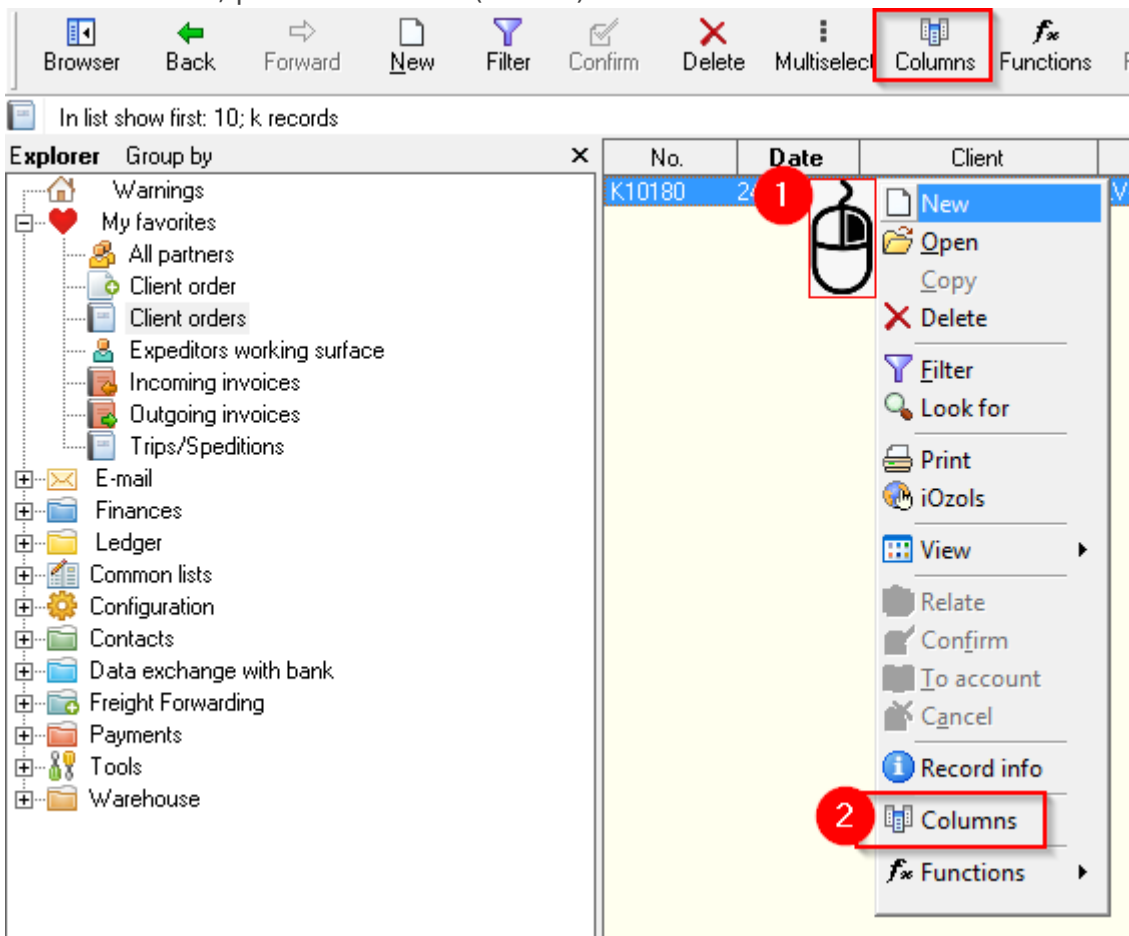 Browser Back Forward New Filter Confirm Delete Multiselect Columns Functions
In list show first: 10; k records
Explorer Group by
Warnings
My favorites
All partners
Client order
Client orders
Expeditors working surface
Incoming invoices
Outgoing invoices
Trips/Speditions
E-mail
Finances
Ledger
Common lists
Configuration
Contacts
Data exchange with bank
Freight Forwarding
Payments
Tools
Warehouse
No. Date Client
K10180
1
New
Open
Copy
Delete
Filter
Look for
Print
iOzols
View
Relate
Confirm
To account
Cancel
Record info
2 Columns
Functions